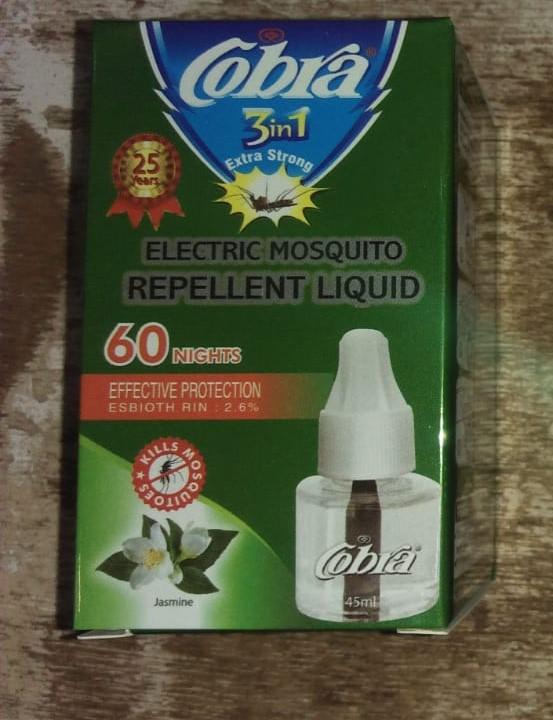 Cobra®
3in1
Extra Strong
25
Years
ELECTRIC MOSQUITO
REPELLENT LIQUID
60 NIGHTS
EFFECTIVE PROTECTION
ESBIOTH RIN : 2.6%
KILLS MOSQUITOES
Cobra®
45ml
Jasmine